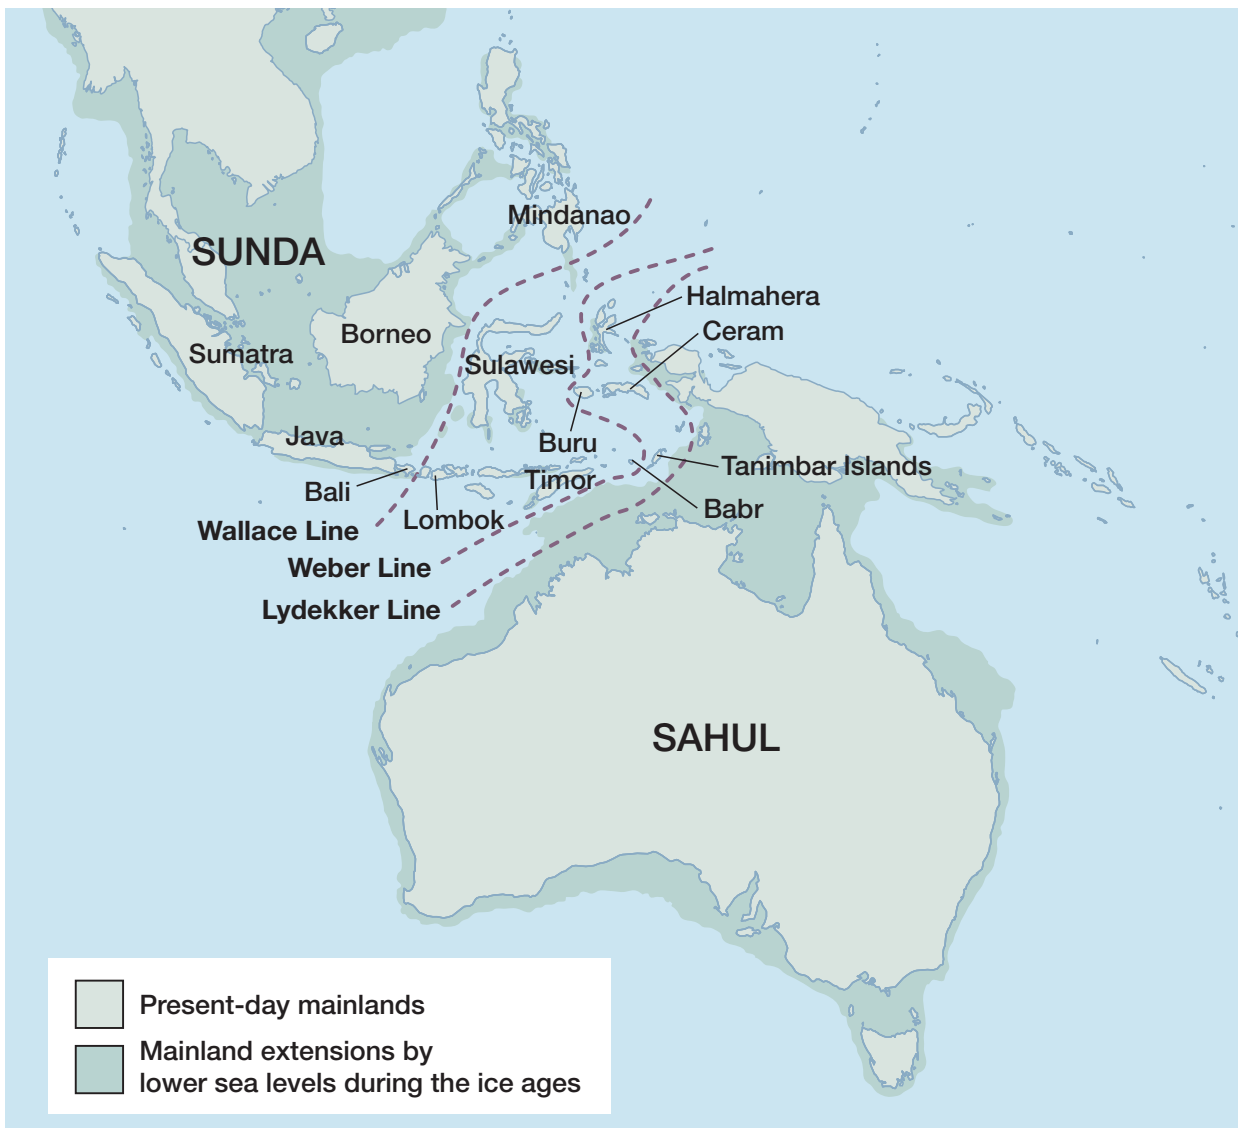 Mindanao
SUNDA
Halmahera
Ceram
Borneo
Sumatra
Sulawesi
Java
Buru
Tanimbar Islands
Timor
Bali
Babr
Lombok
Wallace Line
Weber Line
Lydekker Line
SAHUL
Present-day mainlands
Mainland extensions by
lower sea levels during the ice ages